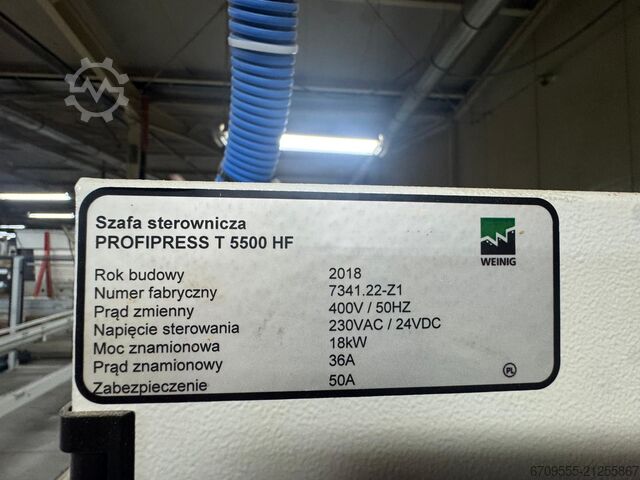 Szafa sterownicza
PROFIPRESS T 5500 HF
WEINIG
Rok budowy 2018
Numer fabryczny 7341.22-Z1
Prąd zmienny 400V / 50HZ
Napięcie sterowania 230VAC / 24VDC
Moc znamionowa 18kW
Prąd znamionowy 36A
Zabezpieczenie 50A
PL
6709555-21255867